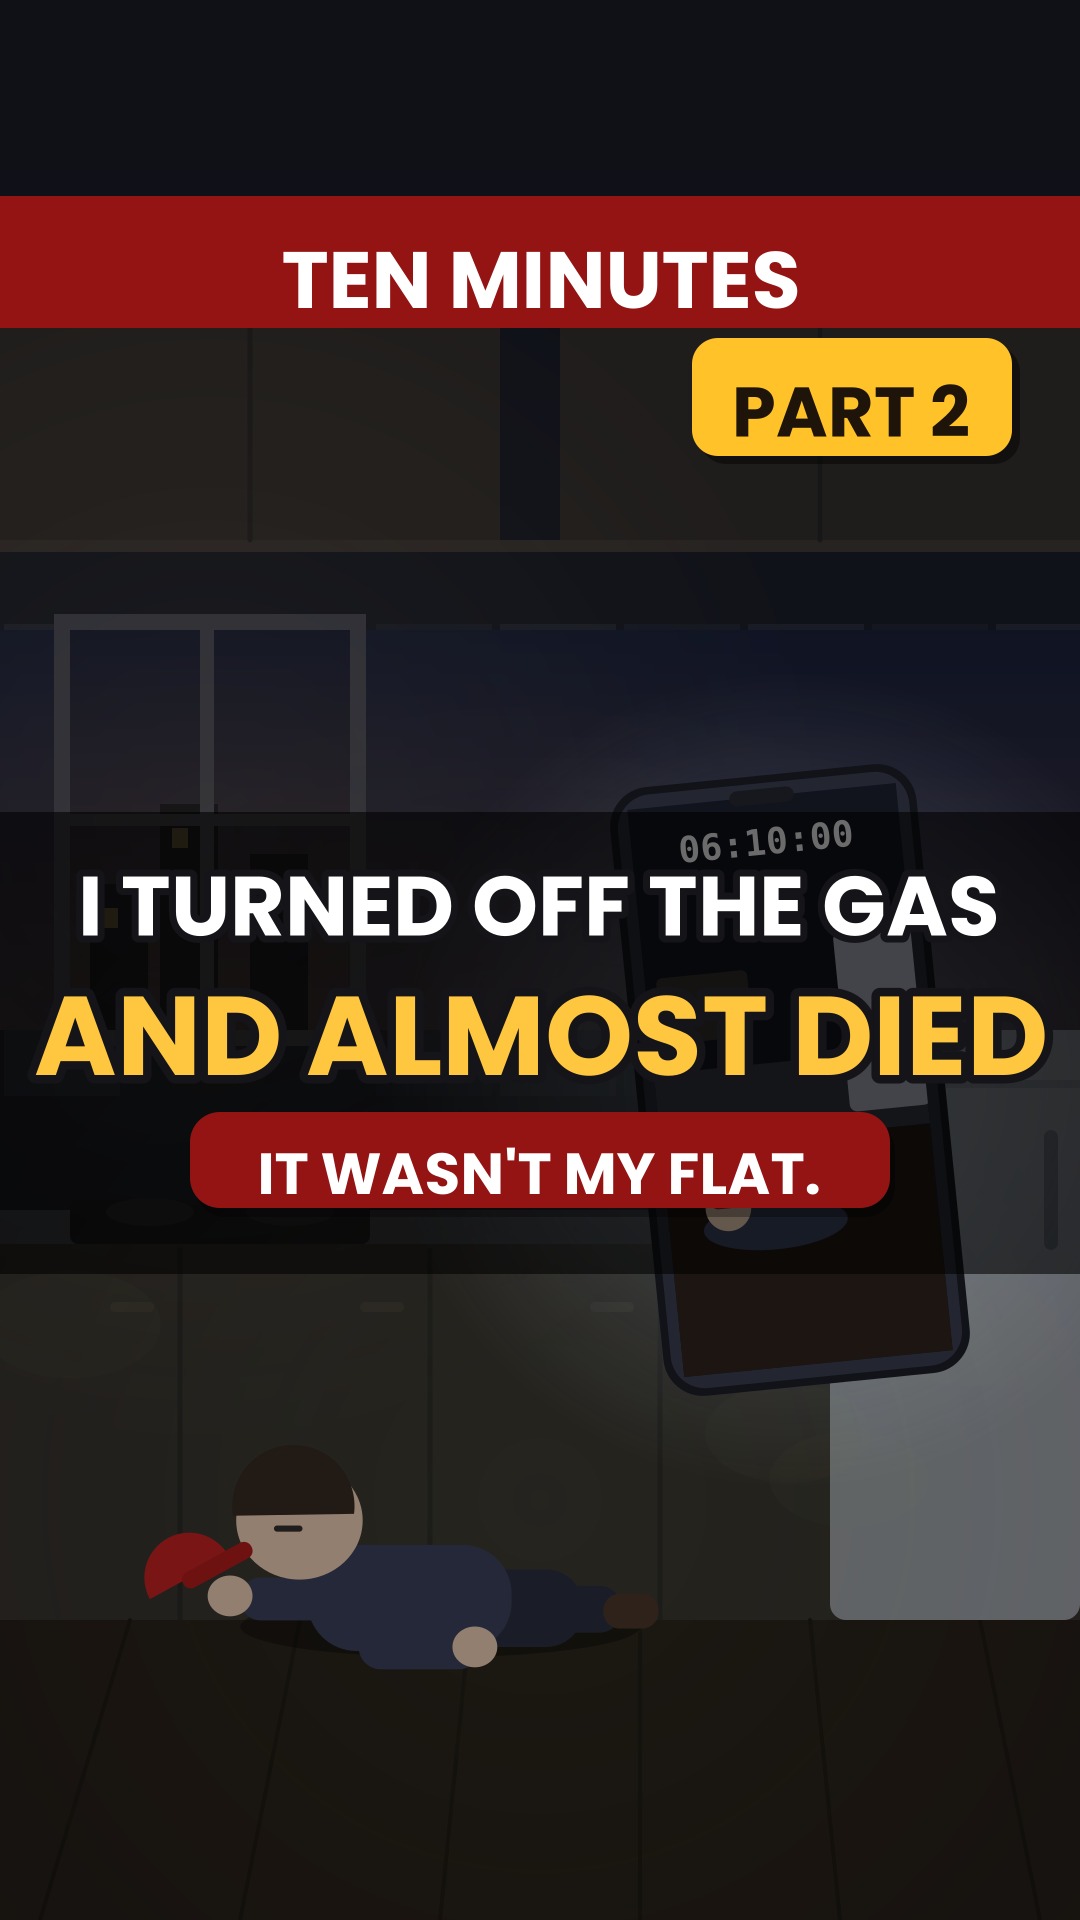 TEN MINUTES
PART 2
06:10:00
I TURNED OFF THE GAS
AND ALMOST DIED
IT WASN'T MY FLAT.